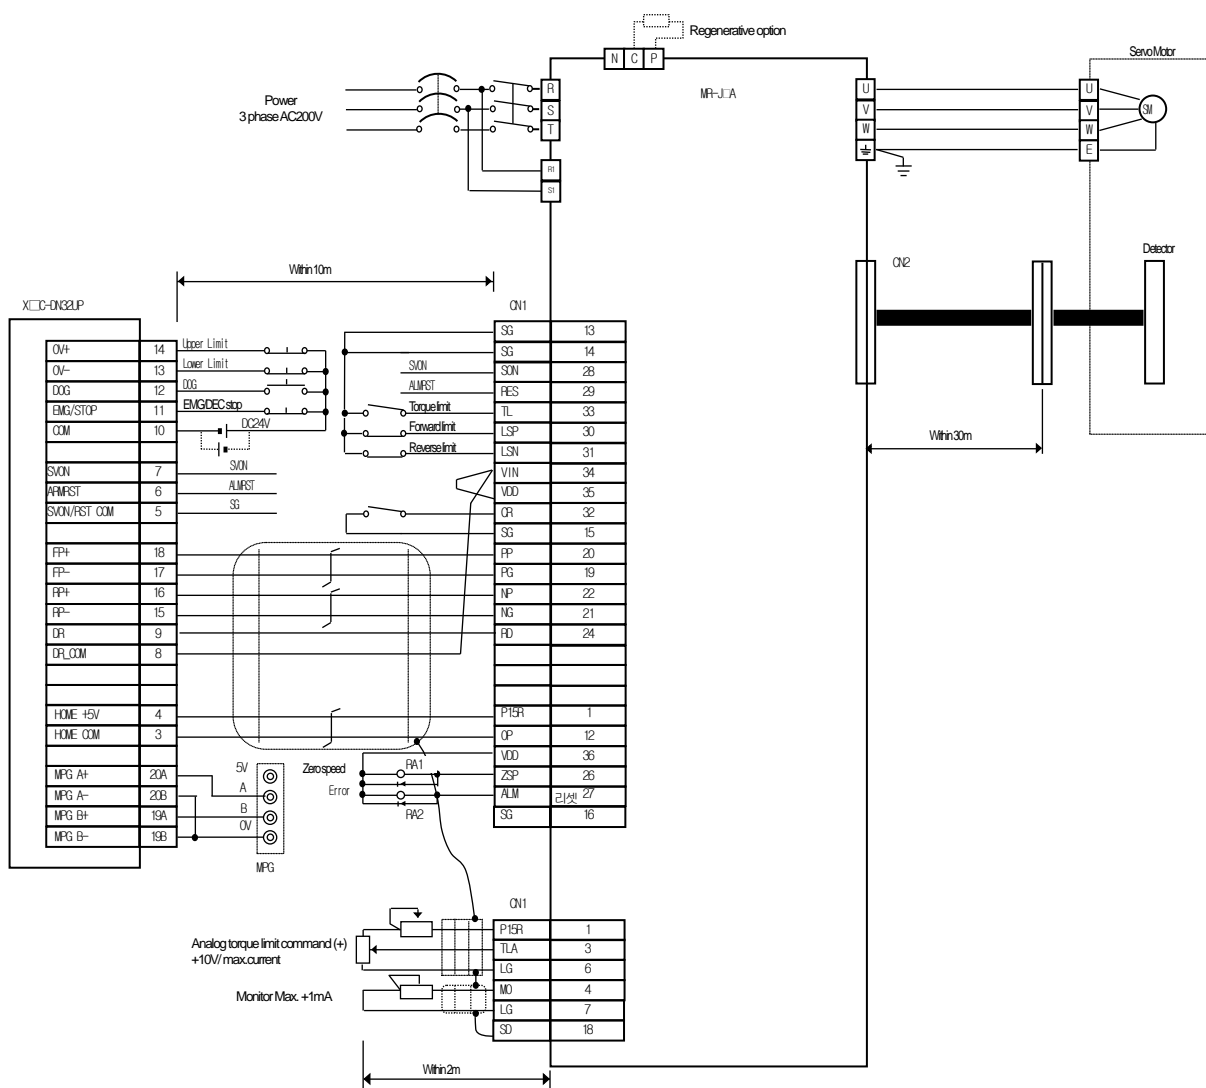 Regenerative option
N C P
Servo Motor
Power
3 phase AC200V
R
S
T
R1
S1
MR-J□A
U
V
W
U
V
W
E
SM
Detector
CN2
Within 10m
Within 30m
X□C-DN32UP
CN1
OV+ 14 Upper Limit
OV- 13 Lower Limit
DOG 12 DOG
EMG/STOP 11 EMG/DEC stop
COM 10 DC24V
SVON 7 SVON
ARMRST 6 ALMRST
SVON/RST COM 5 SG
FP+ 18
FP- 17
RP+ 16
RP- 15
DR 9
DR_COM 8
HOME +5V 4
HOME COM 3
MPG A+ 20A
MPG A- 20B
MPG B+ 19A
MPG B- 19B
5V
A
B
0V
MPG
SG 13
SG 14
SVON SON 28
ALMRST RES 29
Torque limit TL 33
Forward limit LSP 30
Reverse limit LSN 31
VIN 34
VDD 35
CR 32
SG 15
PP 20
PG 19
NP 22
NG 21
RD 24
P15R 1
OP 12
VDD 36
Zero speed RA1 ZSP 26
Error ALM 리셋 27
RA2 SG 16
CN1
P15R 1
TLA 3
LG 6
MO 4
LG 7
SD 18
Analog torque limit command (+)
+10V/ max.current
Monitor Max. +1mA
Within 2m